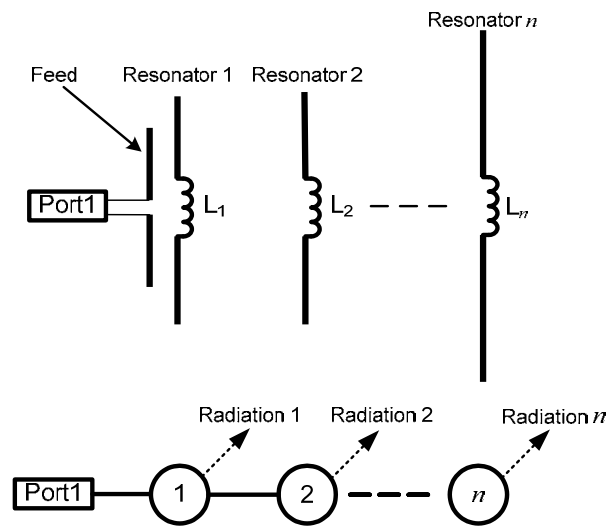 Resonator n
Feed
Resonator 1
Resonator 2
Port1
L1
L2
Ln
Radiation 1
Radiation 2
Radiation n
Port1
1
2
n